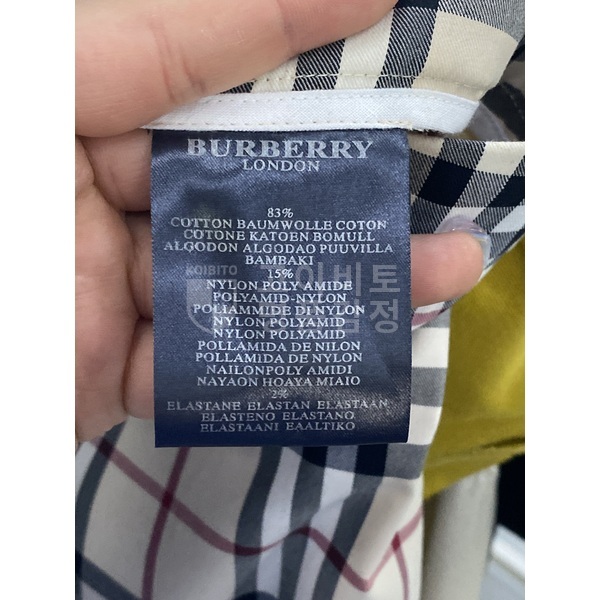 BURBERRY
LONDON
83%
COTTON BAUMWOLLE COTON
COTONE KATOEN BOMULL
ALGODON ALGODAO PUUVILLA
BAMBAKI
15%
NYLON POLY AMIDE
POLYAMID-NYLON
POLIAMMIDE DI NYLON
NYLON POLYAMID
NYLON POLYAMID
POLLAMIDA DE NILON
POLLAMIDA DE NYLON
NAILONPOLY AMIDI
NAYAON HOAYA MIAIO
2%
ELASTANE ELASTAN ELASTAAN
ELASTENO ELASTANO
ELASTAANI EAALTIKO
KOIBITO